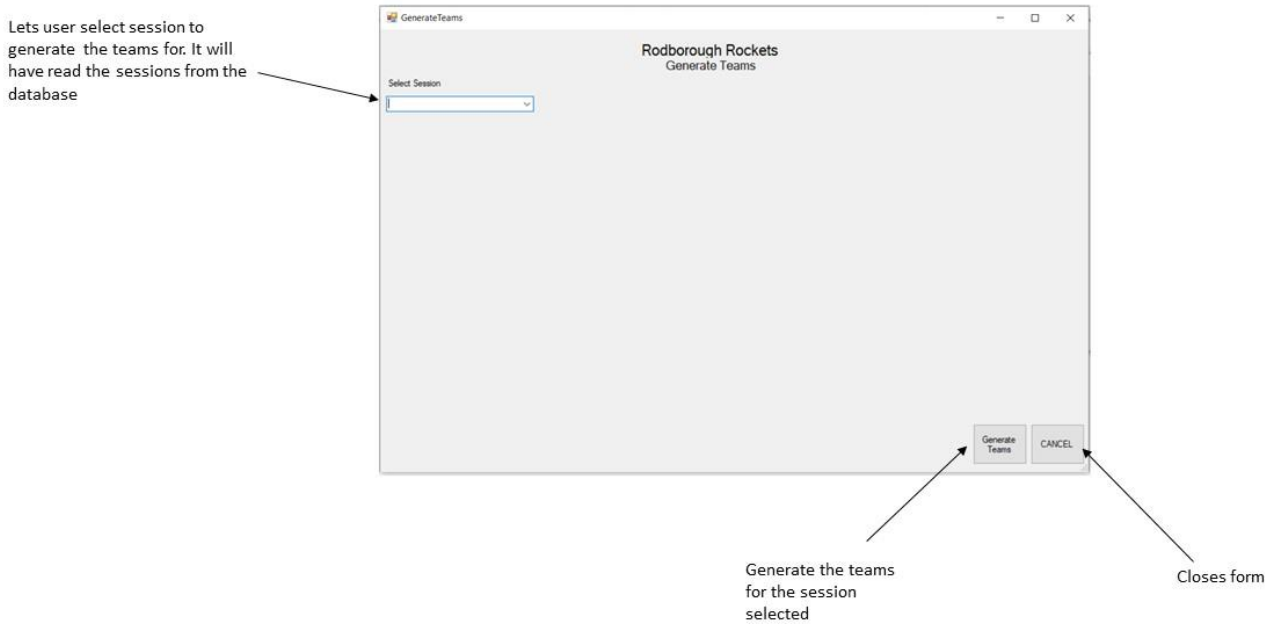 Lets user select session to
generate the teams for. It will
have read the sessions from the
database
GenerateTeams
Rodborough Rockets
Generate Teams
Select Session
Generate
Teams
CANCEL
Generate the teams
for the session
selected
Closes form